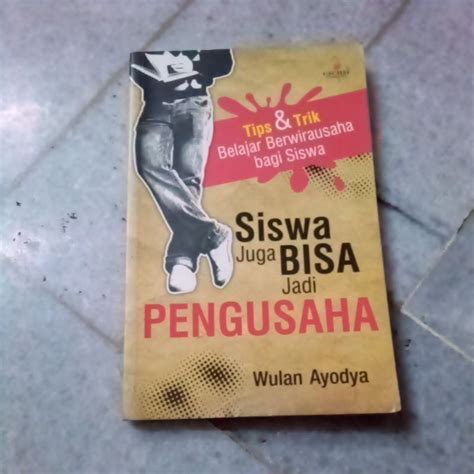 Tips & Trik
Belajar Berwirausaha
bagi Siswa
Siswa
Juga BISA
Jadi
PENGUSAHA
Wulan Ayodya